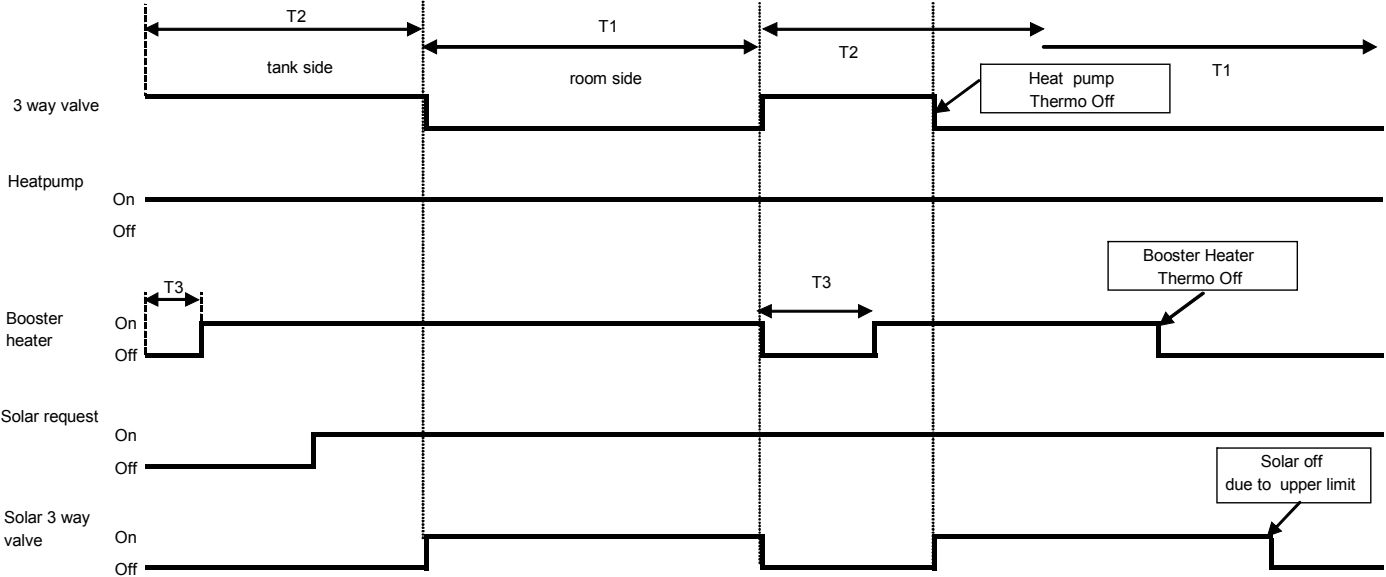 T2
T1
T2
T1
tank side
room side
Heat pump
Thermo Off
3 way valve
Heatpump
On
Off
Booster Heater
Thermo Off
T3
T3
Booster
heater
On
Off
Solar request
On
Off
Solar off
due to upper limit
Solar 3 way
valve
On
Off